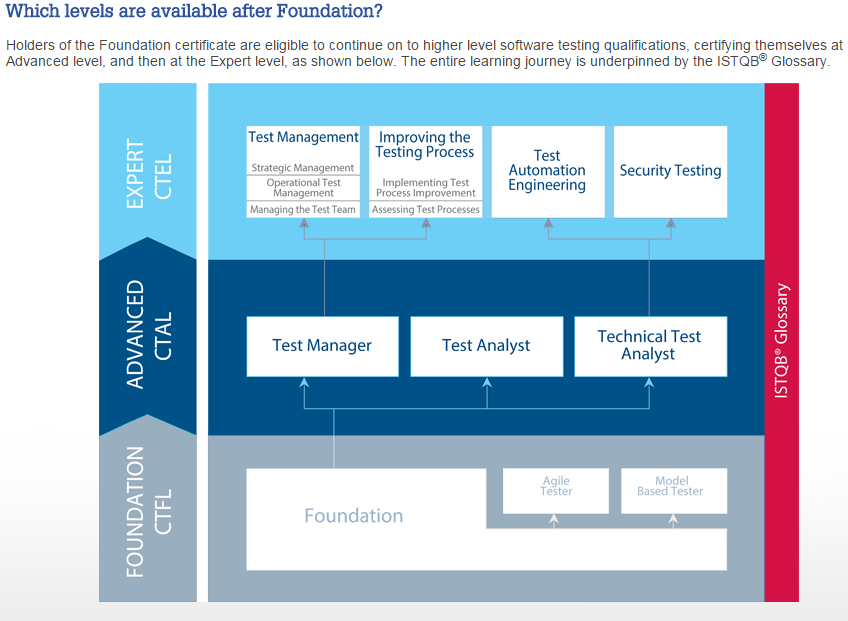 Which levels are available after Foundation?
Holders of the Foundation certificate are eligible to continue on to higher level software testing qualifications, certifying themselves at
Advanced level, and then at the Expert level, as shown below. The entire learning journey is underpinned by the ISTQB® Glossary.
EXPERT
CTEL
Test Management
Strategic Management
Operational Test
Management
Managing the Test Team
Improving the
Testing Process
Implementing Test
Process Improvement
Assessing Test Processes
Test
Automation
Engineering
Security Testing
ADVANCED
CTAL
Test Manager
Test Analyst
Technical Test
Analyst
FOUNDATION
CTFL
Foundation
Agile
Tester
Model
Based Tester
ISTQB® Glossary